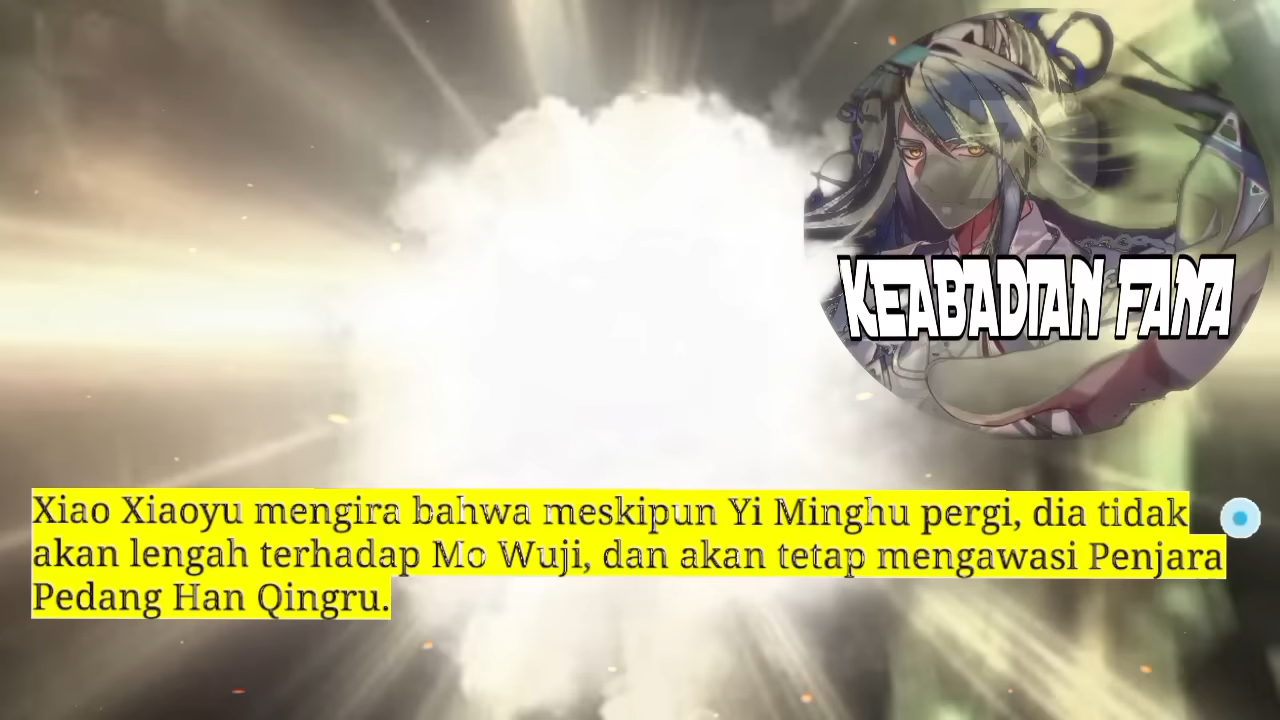 KEABADIAN FANA
Xiao Xiaoyu mengira bahwa meskipun Yi Minghu pergi, dia tidak
akan lengah terhadap Mo Wuji, dan akan tetap mengawasi Penjara
Pedang Han Qingru.